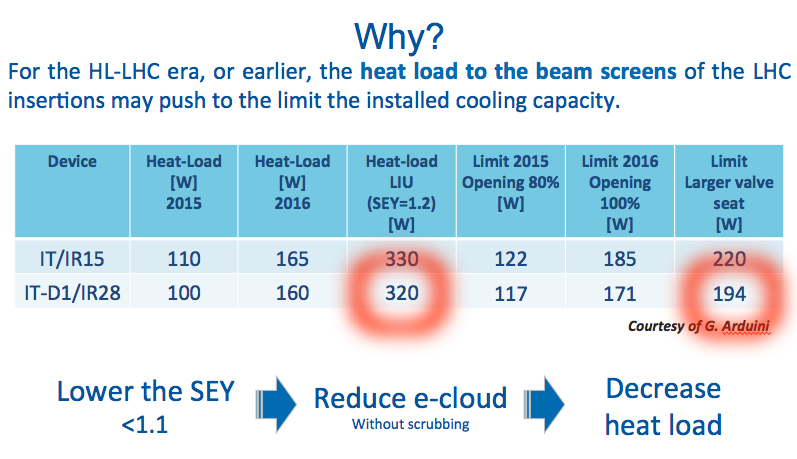 Why?
For the HL-LHC era, or earlier, the heat load to the beam screens of the LHC
insertions may push to the limit the installed cooling capacity.
Device Heat-Load [W] 2015 Heat-Load [W] 2016 Heat-load LIU (SEY=1.2) [W] Limit 2015 Opening 80% [W] Limit 2016 Opening 100% [W] Limit Larger valve seat [W]
IT/IR15 110 165 330 122 185 220
IT-D1/IR28 100 160 320 117 171 194
Courtesy of G. Arduini
Lower the SEY
<1.1
Reduce e-cloud
Without scrubbing
Decrease
heat load